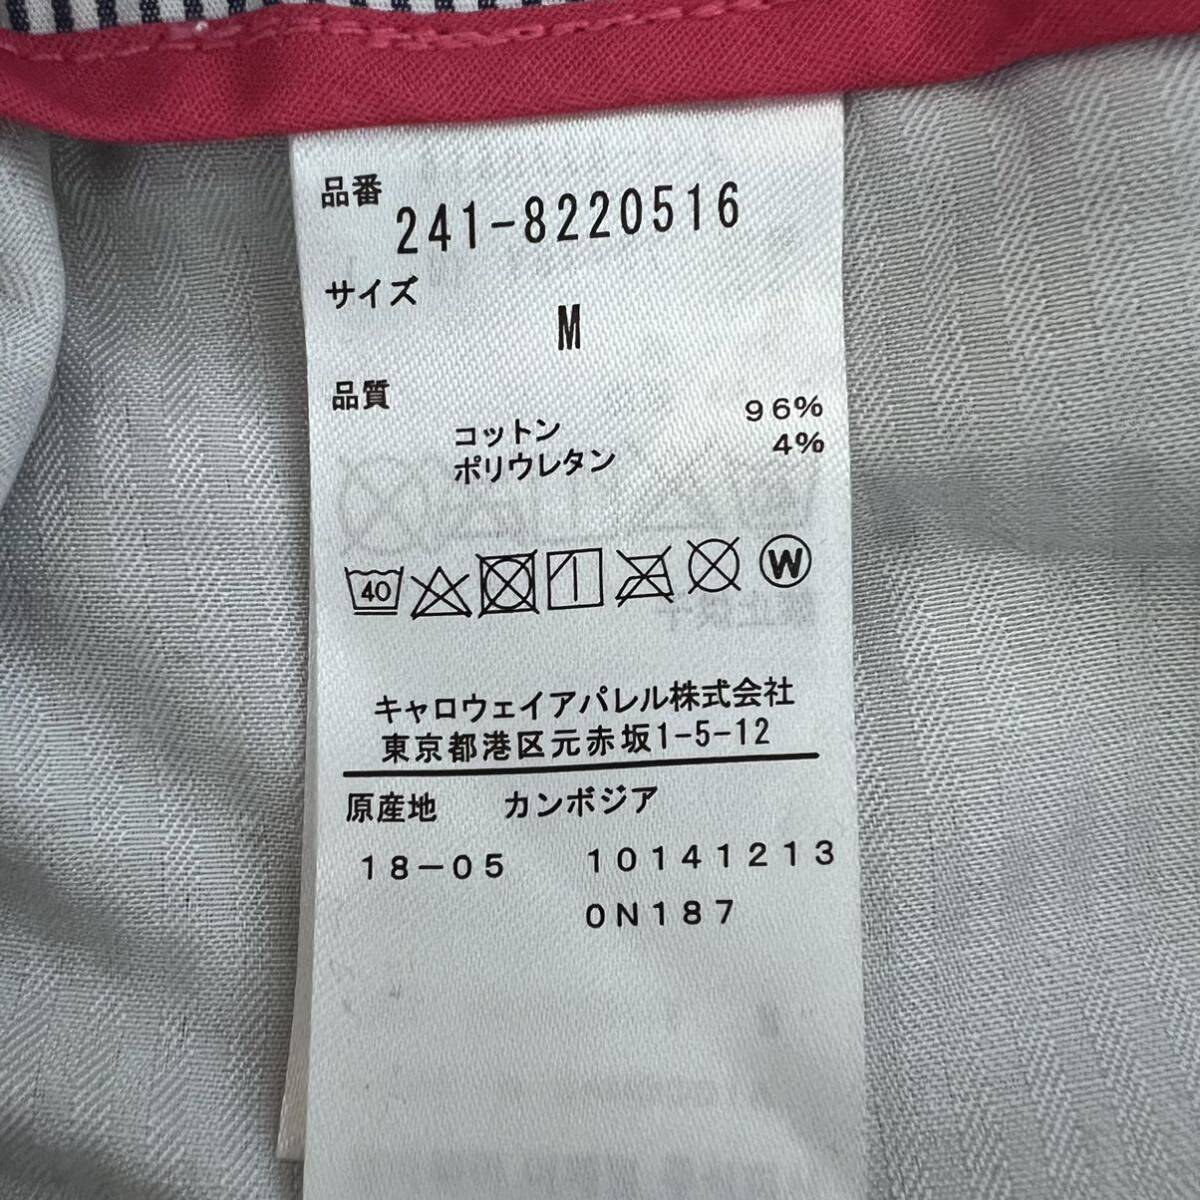 品番
241-8220516
サイズ
M
品質
コットン 96%
ポリウレタン 4%
40 W
キャロウェイアパレル株式会社
東京都港区元赤坂1-5-12
原産地 カンボジア
18-05 10141213
0N187